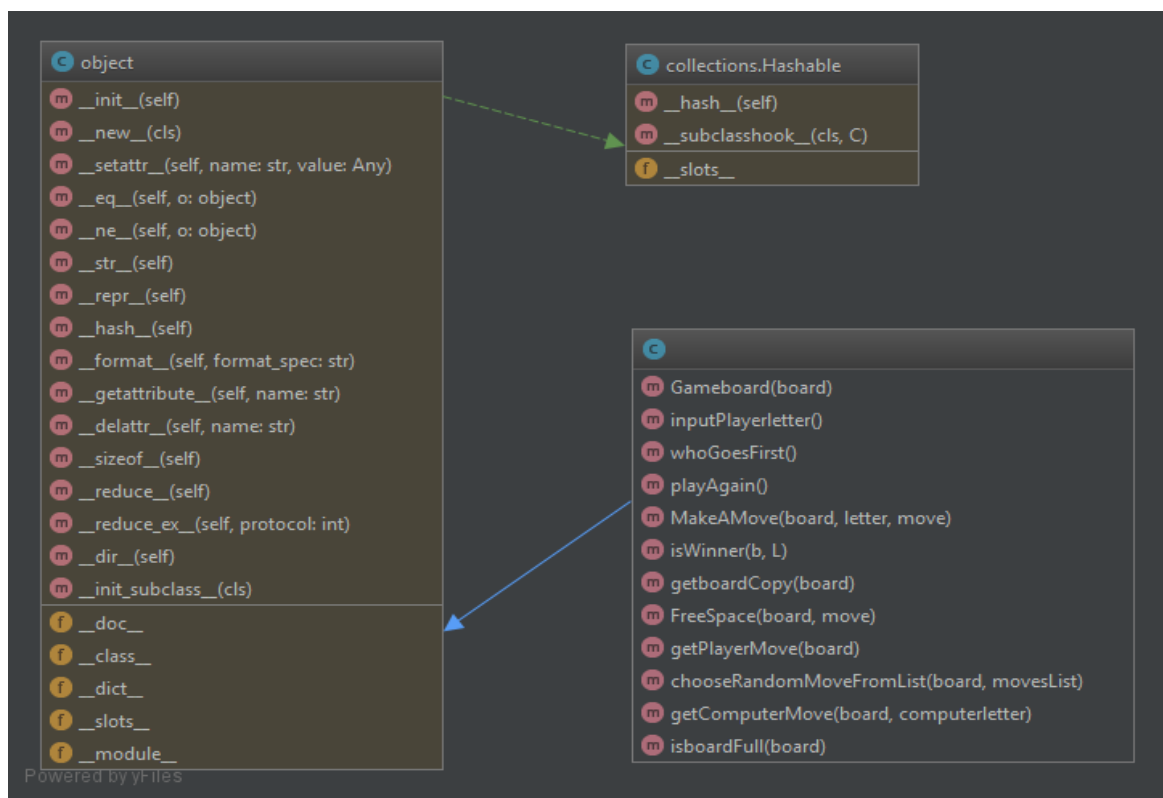 object
__init__(self)
__new__(cls)
__setattr__(self, name: str, value: Any)
__eq__(self, o: object)
__ne__(self, o: object)
__str__(self)
__repr__(self)
__hash__(self)
__format__(self, format_spec: str)
__getattribute__(self, name: str)
__delattr__(self, name: str)
__sizeof__(self)
__reduce__(self)
__reduce_ex__(self, protocol: int)
__dir__(self)
__init_subclass__(cls)
__doc__
__class__
__dict__
__slots__
__module__
collections.Hashable
__hash__(self)
__subclasshook__(cls, C)
__slots__
Gameboard(board)
inputPlayerletter()
whoGoesFirst()
playAgain()
MakeAMove(board, letter, move)
isWinner(b, L)
getboardCopy(board)
FreeSpace(board, move)
getPlayerMove(board)
chooseRandomMoveFromList(board, movesList)
getComputerMove(board, computerletter)
isboardFull(board)
Powered by yFiles